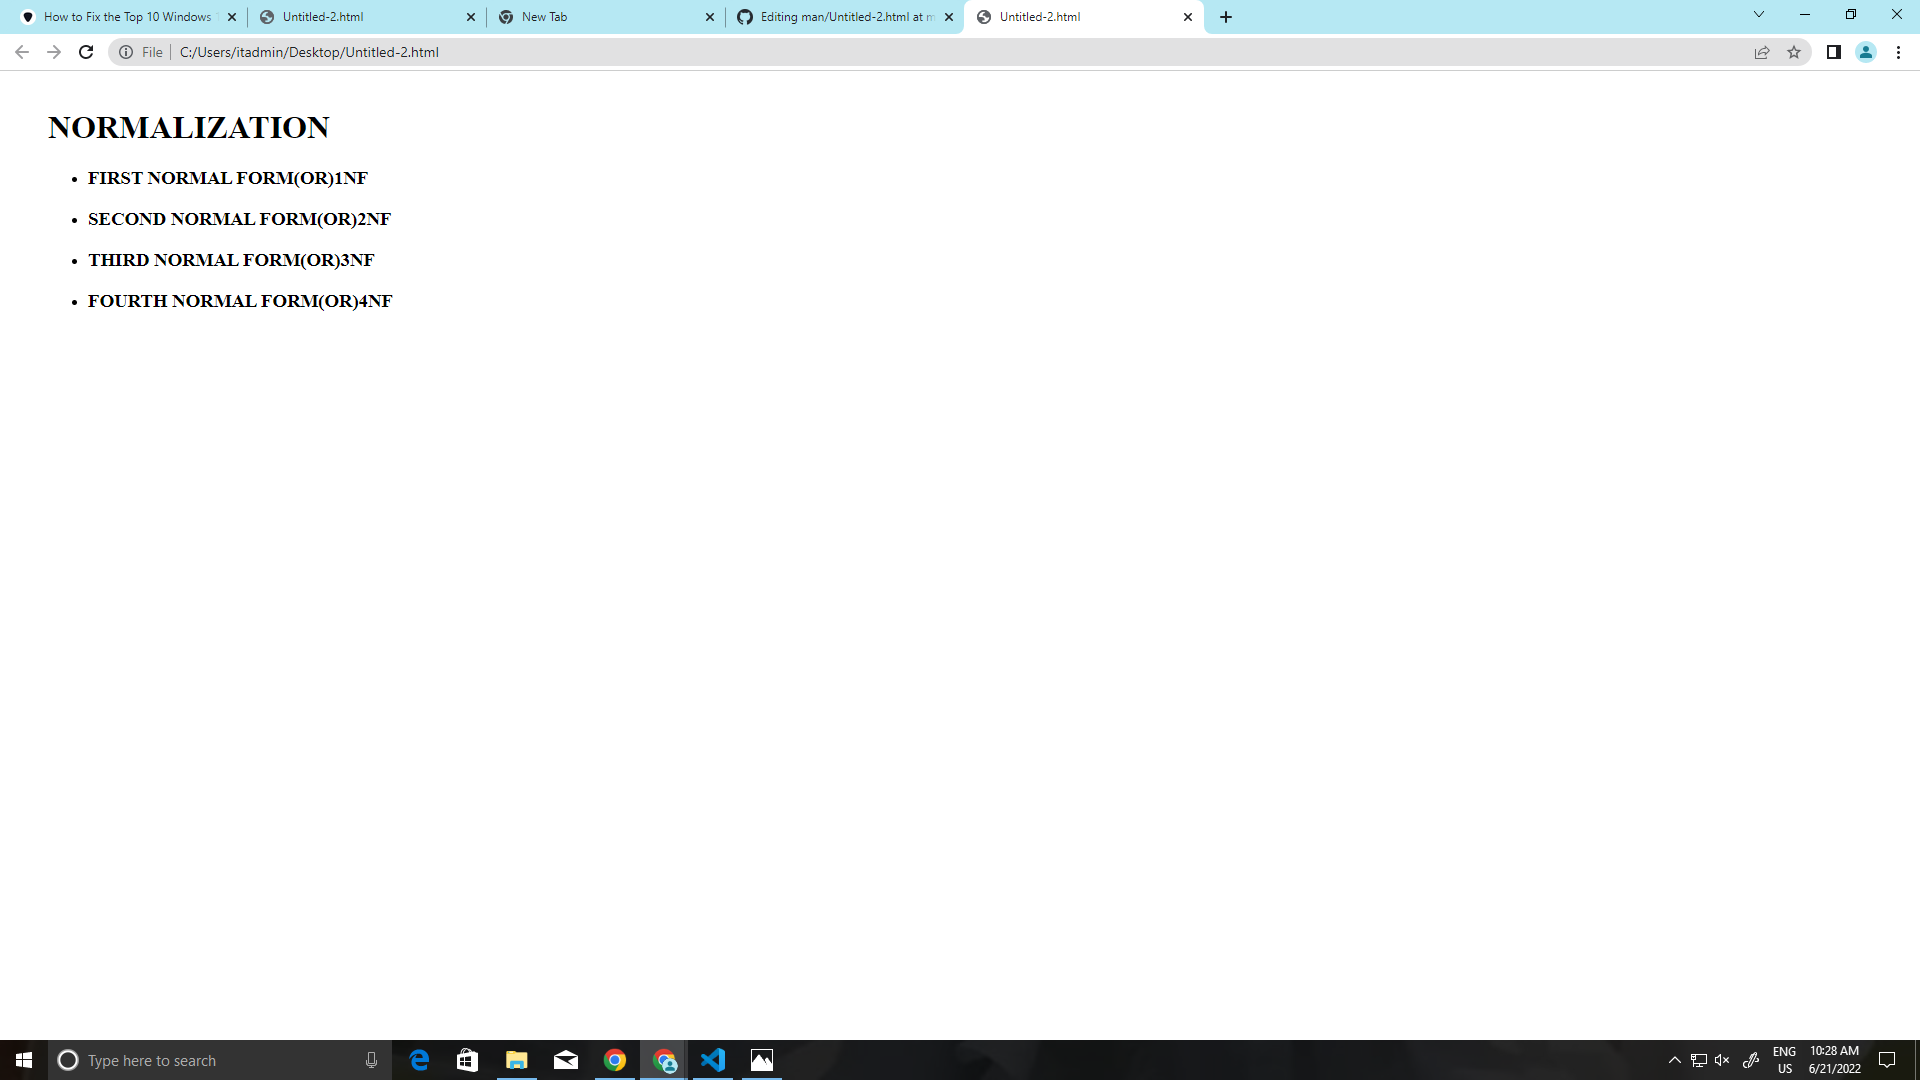 How to Fix the Top 10 Windows
Untitled-2.html
New Tab
Editing man/Untitled-2.html at m
Untitled-2.html
File
C:/Users/itadmin/Desktop/Untitled-2.html
NORMALIZATION
• FIRST NORMAL FORM(OR)1NF
• SECOND NORMAL FORM(OR)2NF
• THIRD NORMAL FORM(OR)3NF
• FOURTH NORMAL FORM(OR)4NF
Type here to search
ENG
US
10:28 AM
6/21/2022